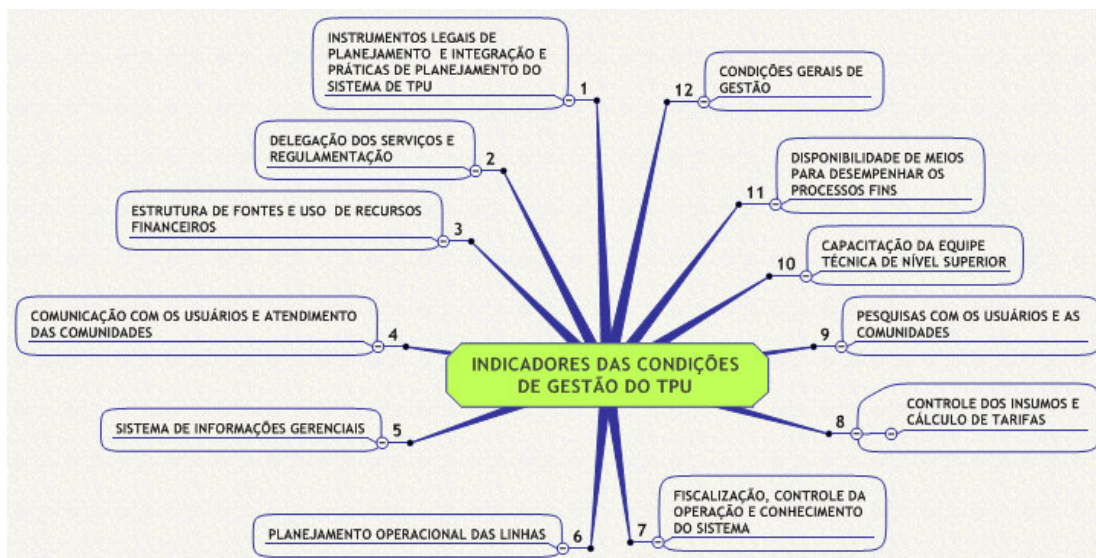 INDICADORES DAS CONDIÇÕES
DE GESTÃO DO TPU
1
INSTRUMENTOS LEGAIS DE
PLANEJAMENTO E INTEGRAÇÃO E
PRÁTICAS DE PLANEJAMENTO DO
SISTEMA DE TPU
2
DELEGAÇÃO DOS SERVIÇOS E
REGULAMENTAÇÃO
3
ESTRUTURA DE FONTES E USO DE RECURSOS
FINANCEIROS
4
COMUNICAÇÃO COM OS USUÁRIOS E ATENDIMENTO
DAS COMUNIDADES
5
SISTEMA DE INFORMAÇÕES GERENCIAIS
6
PLANEJAMENTO OPERACIONAL DAS LINHAS
7
FISCALIZAÇÃO, CONTROLE DA
OPERAÇÃO E CONHECIMENTO
DO SISTEMA
8
CONTROLE DOS INSUMOS E
CÁLCULO DE TARIFAS
9
PESQUISAS COM OS USUÁRIOS E AS
COMUNIDADES
10
CAPACITAÇÃO DA EQUIPE
TÉCNICA DE NÍVEL SUPERIOR
11
DISPONIBILIDADE DE MEIOS
PARA DESEMPENHAR OS
PROCESSOS FINS
12
CONDIÇÕES GERAIS DE
GESTÃO